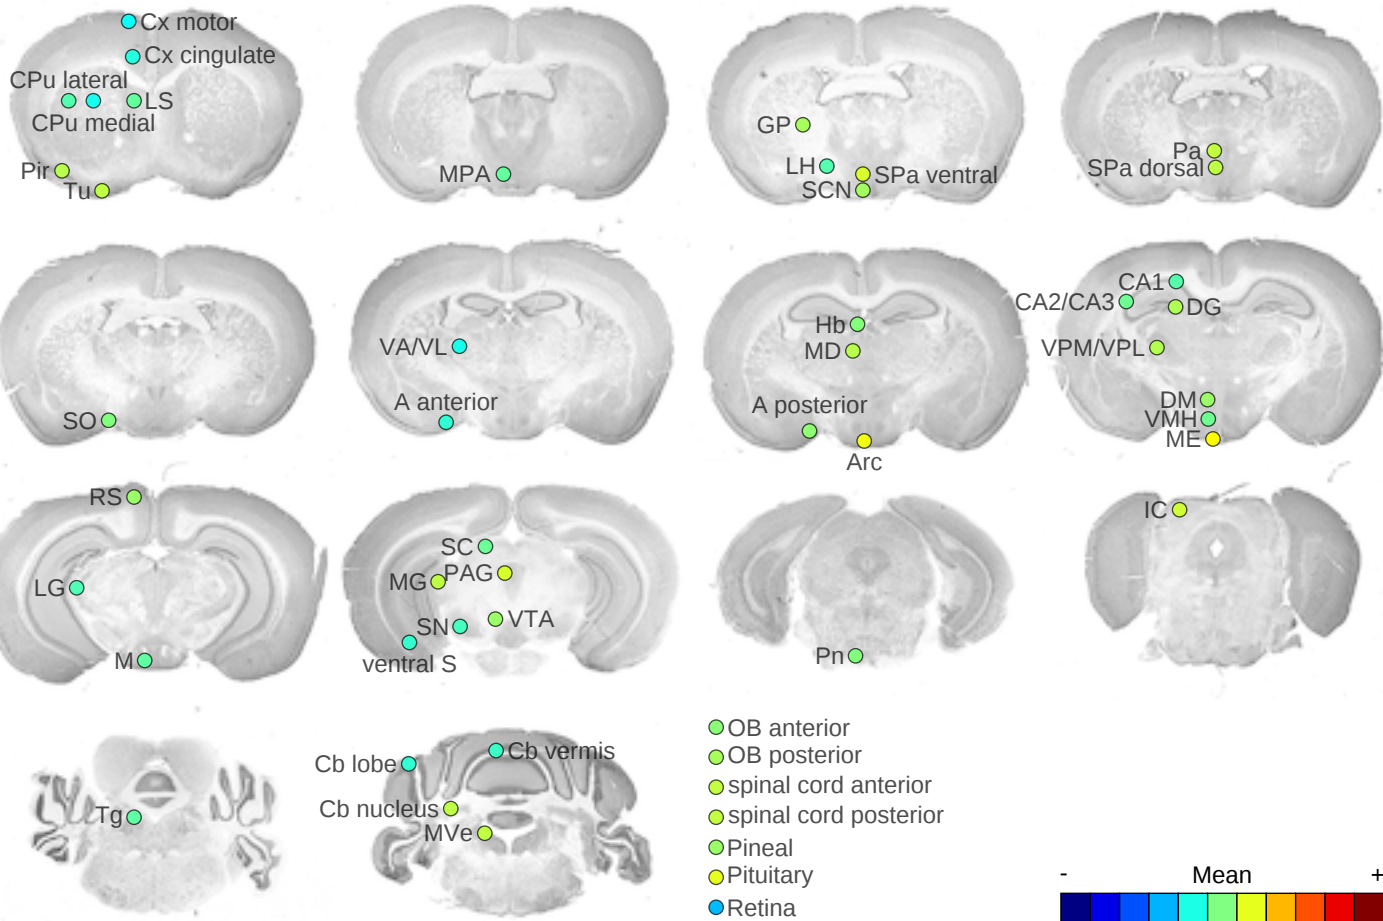 Cx motor
Cx cingulate
CPu lateral
LS
CPu medial
Pir
Tu
MPA
GP
LH
SPa ventral
SCN
Pa
SPa dorsal
SO
VA/VL
A anterior
Hb
MD
A posterior
Arc
CA1
CA2/CA3
DG
VPM/VPL
DM
VMH
ME
RS
LG
M
SC
MG
PAG
SN
VTA
ventral S
Pn
IC
Tg
Cb lobe
Cb vermis
Cb nucleus
MVe
OB anterior
OB posterior
spinal cord anterior
spinal cord posterior
Pineal
Pituitary
Retina
- Mean +